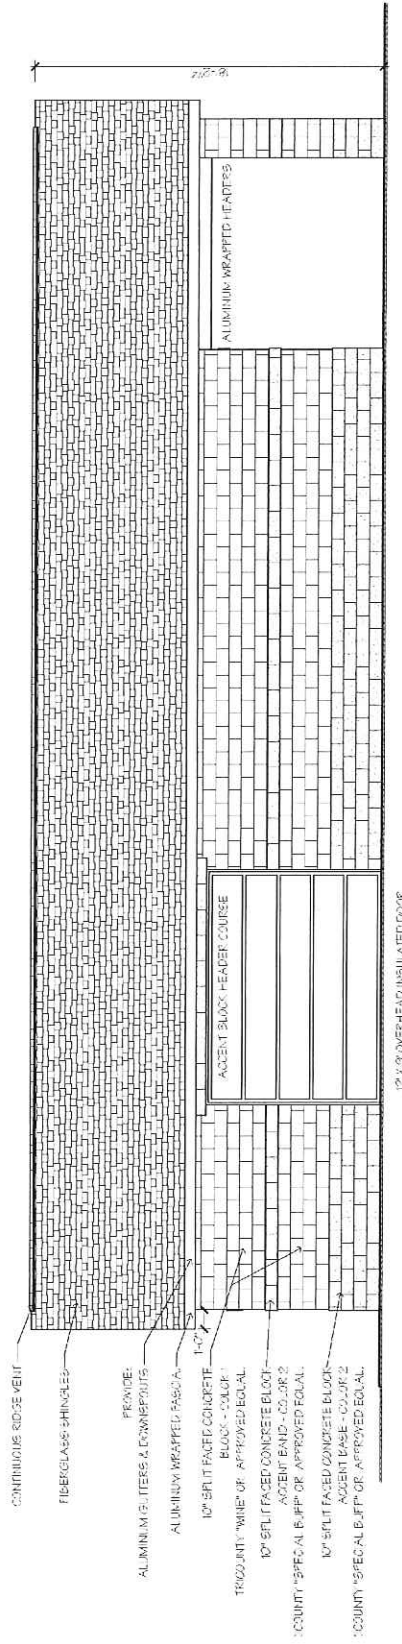 CONTINUOUS RIDGE VENT
FIBERGLASS SHINGLES
PROVIDE:
ALUMINUM GUTTERS & DOWNSPOUTS
ALUMINUM WRAPPED FASCIA
1'-0"
10" SPLIT FACED CONCRETE
BLOCK - COLOR 1
TRICOUNTY "WINE" OR APPROVED EQUAL.
10" SPLIT FACED CONCRETE BLOCK
ACCENT BAND - COLOR 2
COUNTY "SPECIAL BUFF" OR APPROVED EQUAL.
10" SPLIT FACED CONCRETE BLOCK
ACCENT BASE - COLOR 2
COUNTY "SPECIAL BUFF" OR APPROVED EQUAL.
ACCENT BLOCK HEADER COURSE
OVERHEAD INSULATED DOOR
ALUMINUM WRAPPED HEADERS